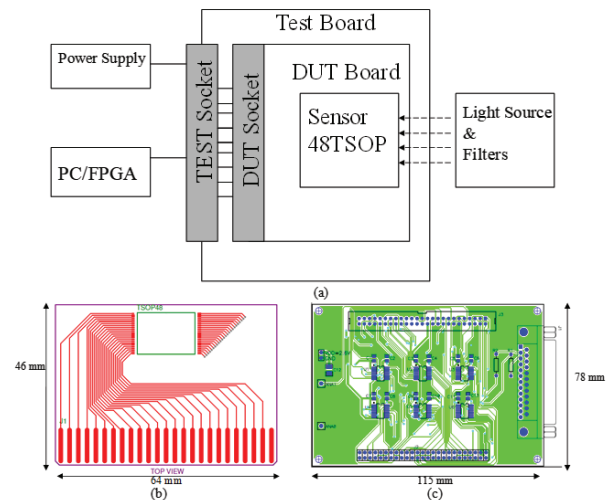 Test Board
Power Supply
TEST Socket
DUT Socket
DUT Board
Sensor
48TSOP
Light Source
&
Filters
PC/FPGA
(a)
TSOP48
46 mm
J1
TOP VIEW
64 mm
(b)
78 mm
115 mm
(c)